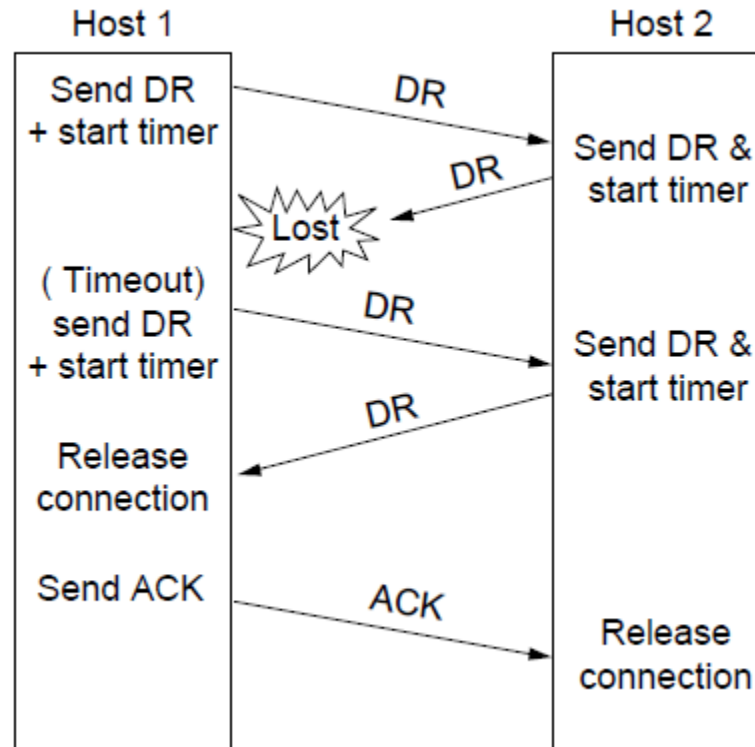 Host 1
Host 2
Send DR
+ start timer
DR
Send DR &
start timer
DR
Lost
( Timeout)
send DR
+ start timer
DR
Send DR &
start timer
DR
Release
connection
Send ACK
ACK
Release
connection